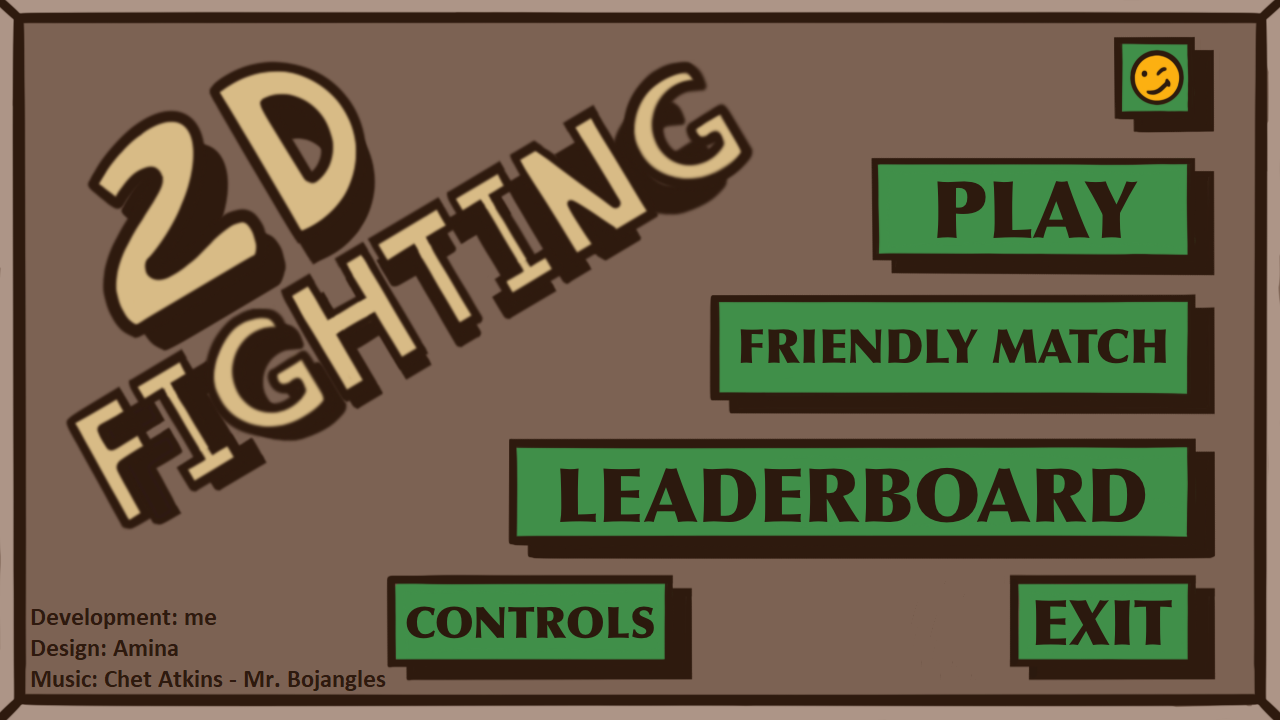 2D
FIGHTING
PLAY
FRIENDLY MATCH
LEADERBOARD
CONTROLS
EXIT
Development: me
Design: Amina
Music: Chet Atkins - Mr. Bojangles